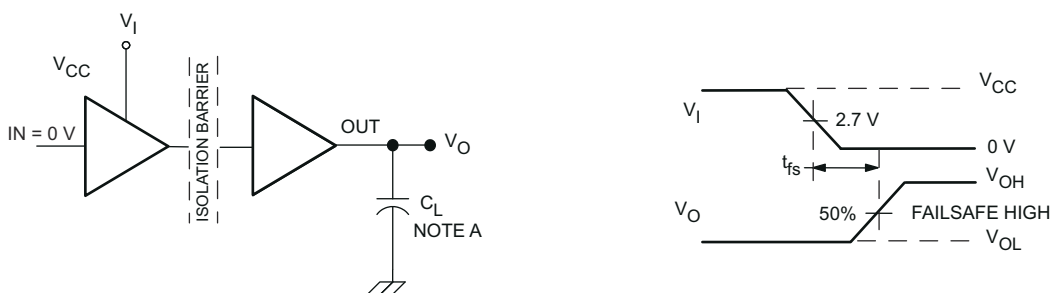 V_I
V_CC
ISOLATION BARRIER
IN = 0 V
OUT
V_O
C_L
NOTE A
V_I
V_CC
2.7 V
0 V
t_fs
V_O
50%
V_OH
FAILSAFE HIGH
V_OL